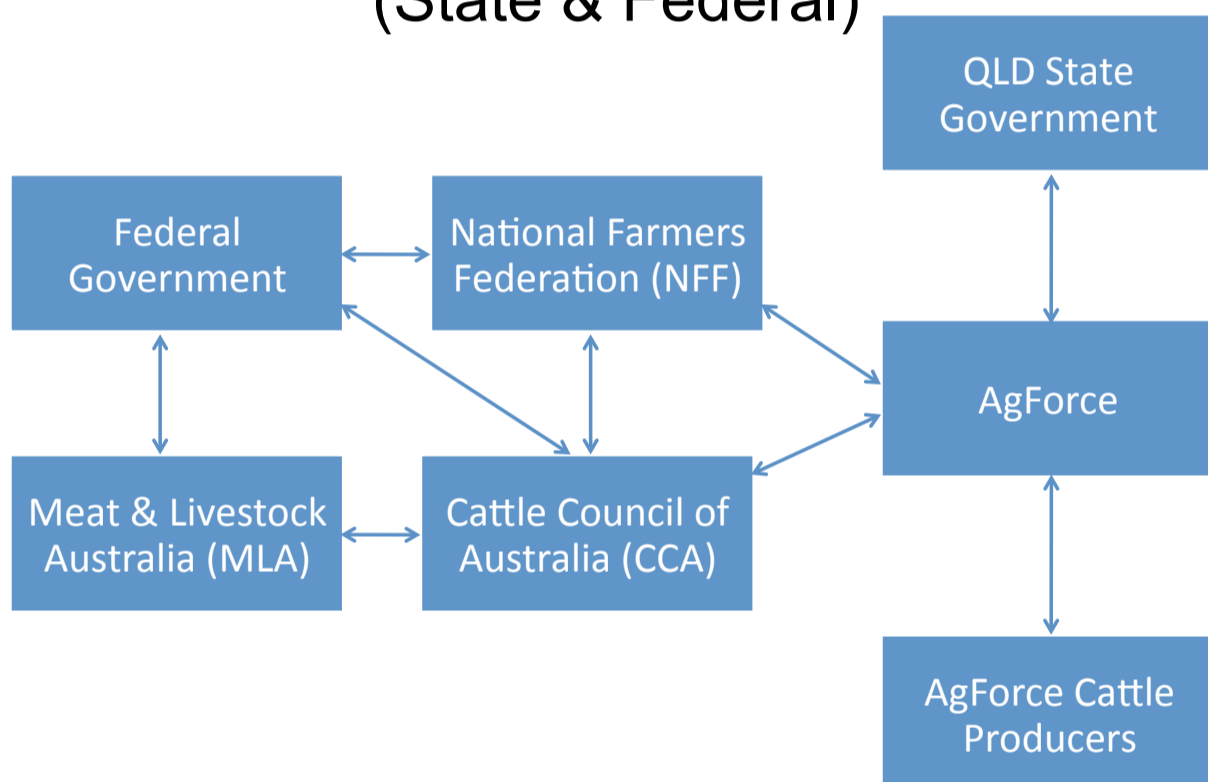 (State & Federal)
QLD State
Government
Federal
Government
National Farmers
Federation (NFF)
AgForce
Meat & Livestock
Australia (MLA)
Cattle Council of
Australia (CCA)
AgForce Cattle
Producers